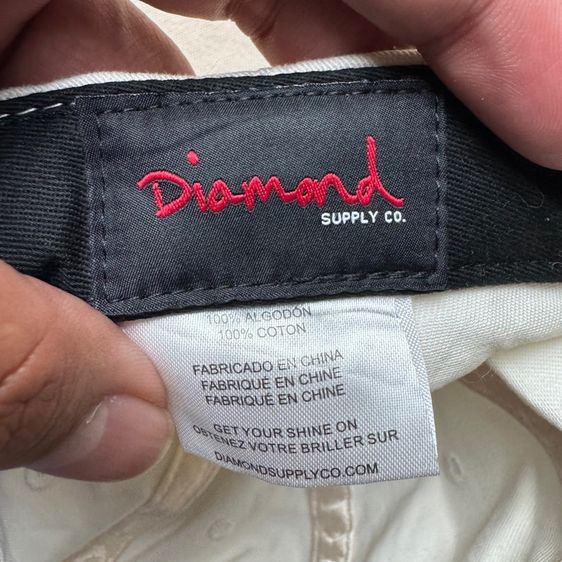 Diamond
SUPPLY CO.
100% ALGODÓN
100% COTON
FABRICADO EN CHINA
FABRIQUÉ EN CHINE
FABRIQUÉ EN CHINE
GET YOUR SHINE ON
OBTENEZ VOTRE BRILLER SUR
DIAMONDSUPPLYCO.COM